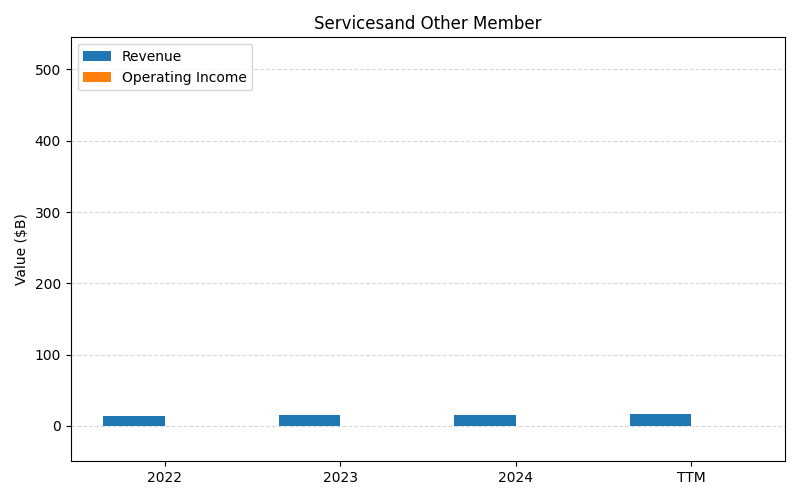 Servicesand Other Member
Revenue
Operating Income
Value ($B)
500
400
300
200
100
0
2022 2023 2024 TTM